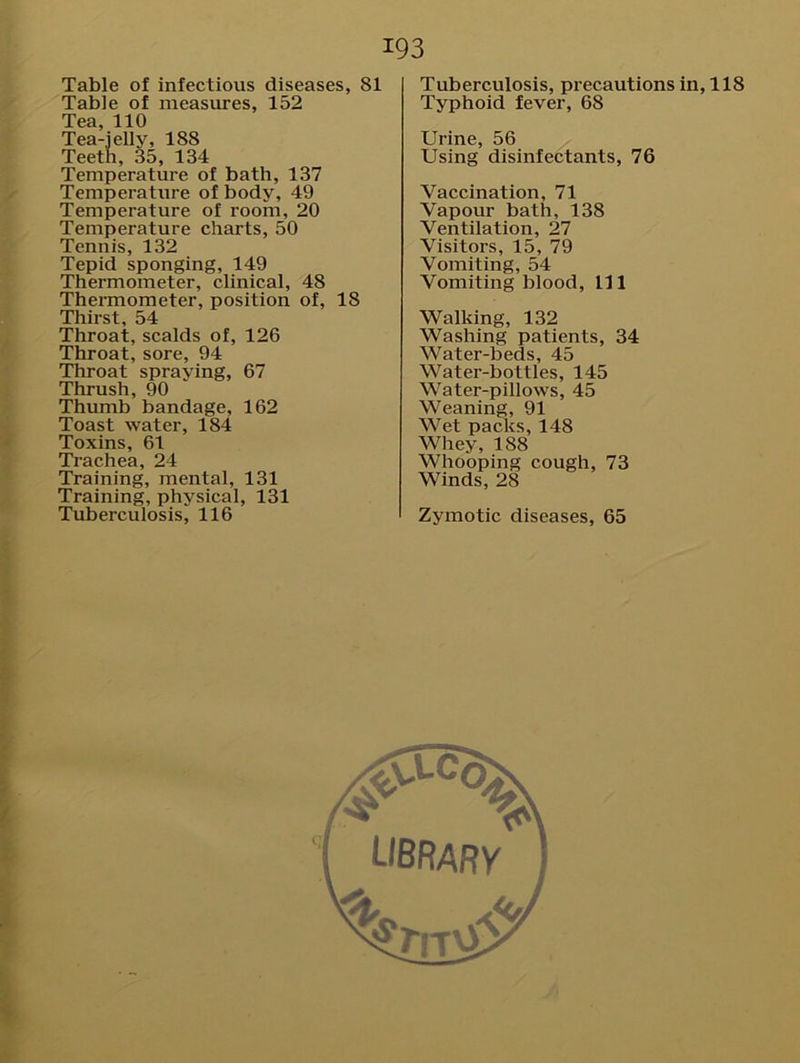 193
Table of infectious diseases, 81
Table of measures, 152
Tea, 110
Tea-jelly, 188
Teeth, 35, 134
Temperature of bath, 137
Temperature of body, 49
Temperature of room, 20
Temperature charts, 50
Tennis, 132
Tepid sponging, 149
Thermometer, clinical, 48
Thermometer, position of, 18
Thirst, 54
Throat, scalds of, 126
Throat, sore, 94
Throat spraying, 67
Thrush, 90
Thumb bandage, 162
Toast water, 184
Toxins, 61
Trachea, 24
Training, mental, 131
Training, physical, 131
Tuberculosis, 116
Tuberculosis, precautions in, 118
Typhoid fever, 68
Urine, 56
Using disinfectants, 76
Vaccination, 71
Vapour bath, 138
Ventilation, 27
Visitors, 15, 79
Vomiting, 54
Vomiting blood, 111
Walking, 132
Washing patients, 34
Water-beds, 45
Water-bottles, 145
Water-pillows, 45
Weaning, 91
Wet packs, 148
Whey, 188
Whooping cough, 73
Winds, 28
Zymotic diseases, 65
WELLCOME
LIBRARY
INSTITUTE